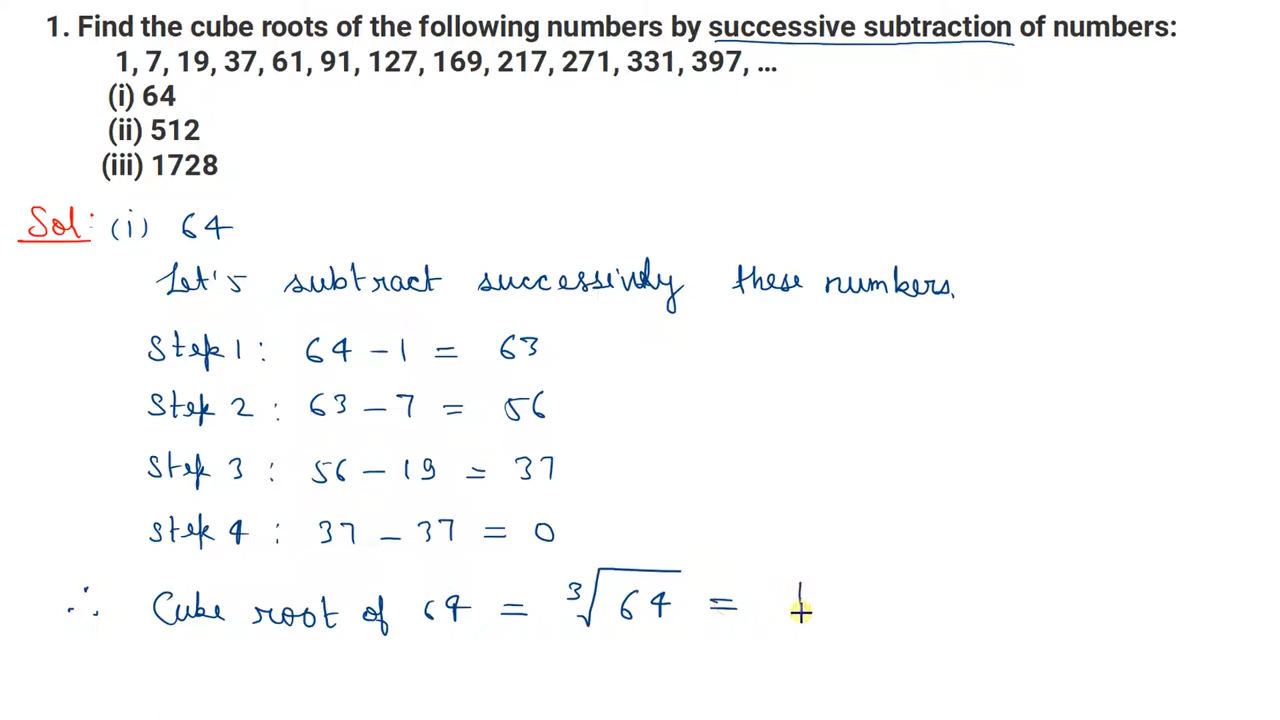 1. Find the cube roots of the following numbers by successive subtraction of numbers:
1, 7, 19, 37, 61, 91, 127, 169, 217, 271, 331, 397, ...
(i) 64
(ii) 512
(iii) 1728
Sol: (i) 64
Let's subtract successively these numbers.
Step 1 : 64 - 1 = 63
Step 2 : 63 - 7 = 56
Step 3 : 56 - 19 = 37
Step 4 : 37 - 37 = 0
∴ Cube root of 64 = ∛64 =